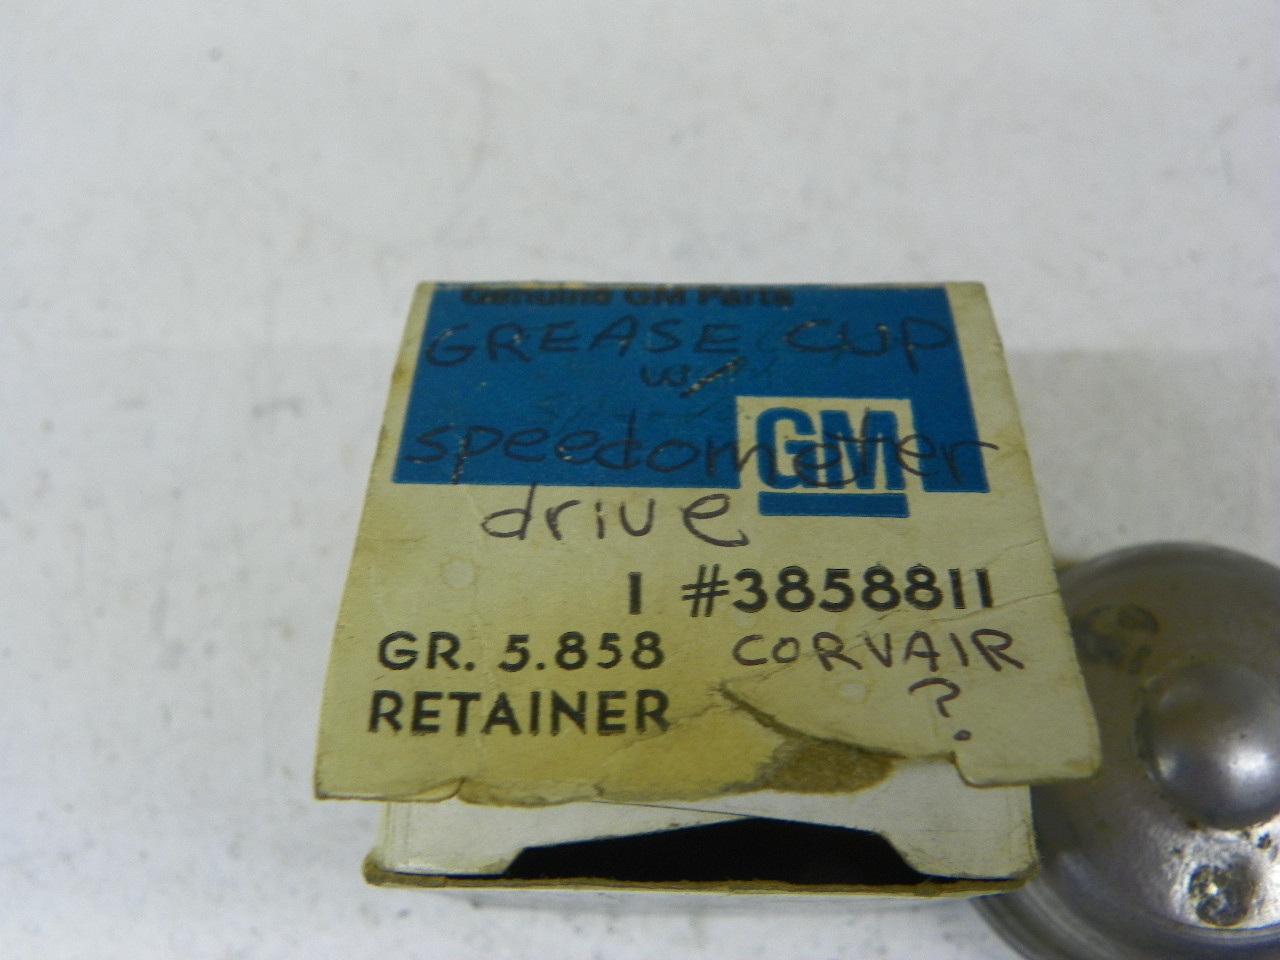 Genuine GM Parts
GREASE CUP
w/
speedometer
GM
drive
1 #3858811
GR. 5.858 CORVAIR
RETAINER ?